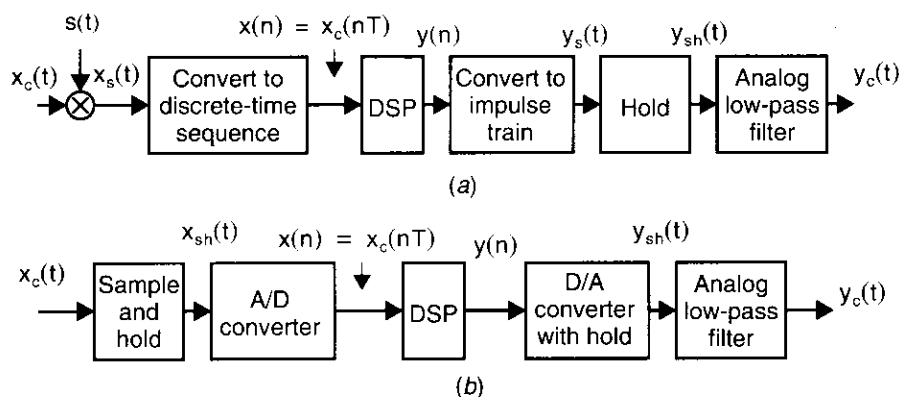 s(t)
x(n) = x_c(nT)
y(n)
y_s(t)
y_sh(t)
x_c(t)
x_s(t)
Convert to
discrete-time
sequence
DSP
Convert to
impulse
train
Hold
Analog
low-pass
filter
y_c(t)
(a)
x_sh(t)
x(n) = x_c(nT)
y(n)
y_sh(t)
x_c(t)
Sample
and
hold
A/D
converter
DSP
D/A
converter
with hold
Analog
low-pass
filter
y_c(t)
(b)